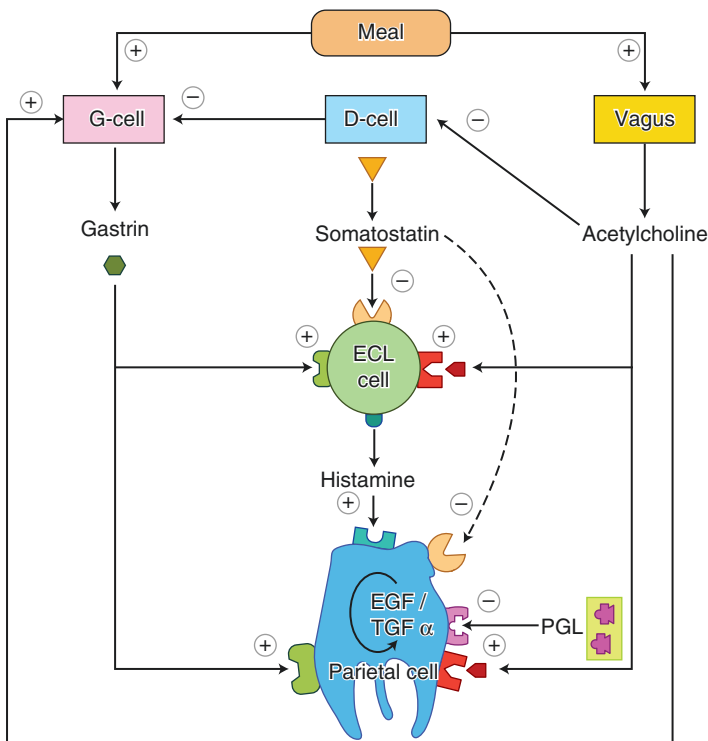 Meal
+
+
+
−
−
G-cell
D-cell
Vagus
Gastrin
Somatostatin
Acetylcholine
−
+
+
ECL
cell
Histamine
+
−
EGF /
TGF α
−
PGL
+
+
Parietal cell